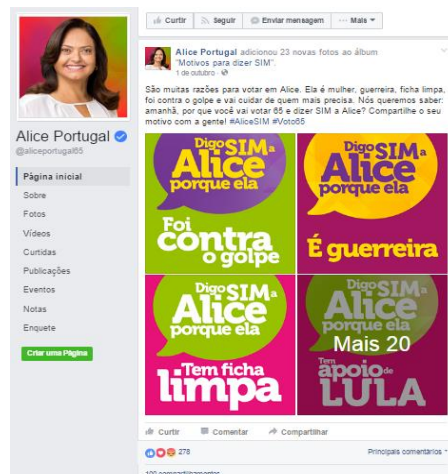 Curtir Seguir Enviar mensagem ··· Mais
Alice Portugal adicionou 23 novas fotos ao álbum
"Motivos para dizer SIM".
1 de outubro ·
São muitas razões para votar em Alice. Ela é mulher, guerreira, ficha limpa,
foi contra o golpe e vai cuidar de quem mais precisa. Nós queremos saber:
amanhã, por que você vai votar 65 e dizer SIM a Alice? Compartilhe o seu
motivo com a gente! #AliceSIM #Voto65
Alice Portugal
@aliceportugal65
Página inicial
Sobre
Fotos
Vídeos
Curtidas
Publicações
Eventos
Notas
Enquete
Criar uma Página
Digo SIM a
Alice
porque ela
Foi
contra
o golpe
Digo SIM a
Alice
porque ela
É guerreira
Digo SIM a
Alice
porque ela
Tem ficha
limpa
Digo SIM a
Alice
porque ela
Mais 20
Tem
apoio de
LULA
Curtir Comentar Compartilhar
278 Principais comentários